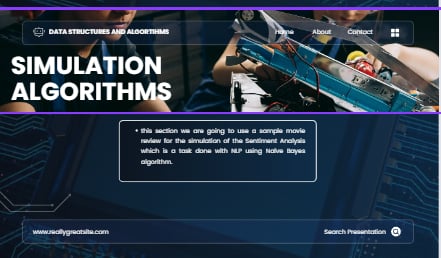 DATA STRUCTURES AND ALGORITHMS
Home About Contact
SIMULATION
ALGORITHMS
• this section we are going to use a sample movie
review for the simulation of the Sentiment Analysis
which is a task done with NLP using Naïve Bayes
algorithm.
www.reallygreatsite.com
Search Presentation